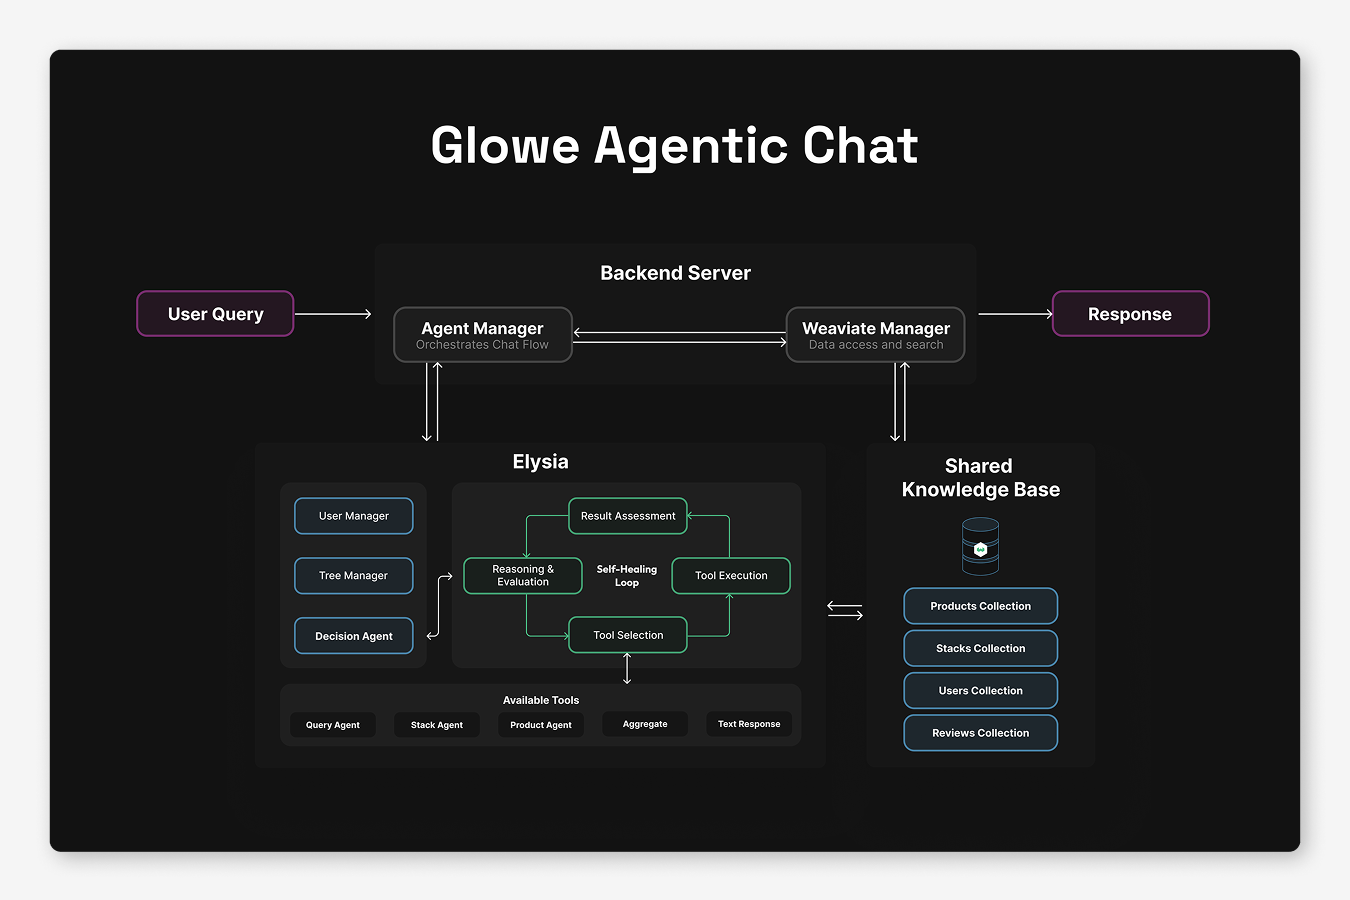 Glowe Agentic Chat
Backend Server
User Query
Agent Manager
Orchestrates Chat Flow
Weaviate Manager
Data access and search
Response
Elysia
User Manager
Tree Manager
Decision Agent
Result Assessment
Reasoning &
Evaluation
Self-Healing
Loop
Tool Execution
Tool Selection
Available Tools
Query Agent
Stack Agent
Product Agent
Aggregate
Text Response
Shared
Knowledge Base
Products Collection
Stacks Collection
Users Collection
Reviews Collection